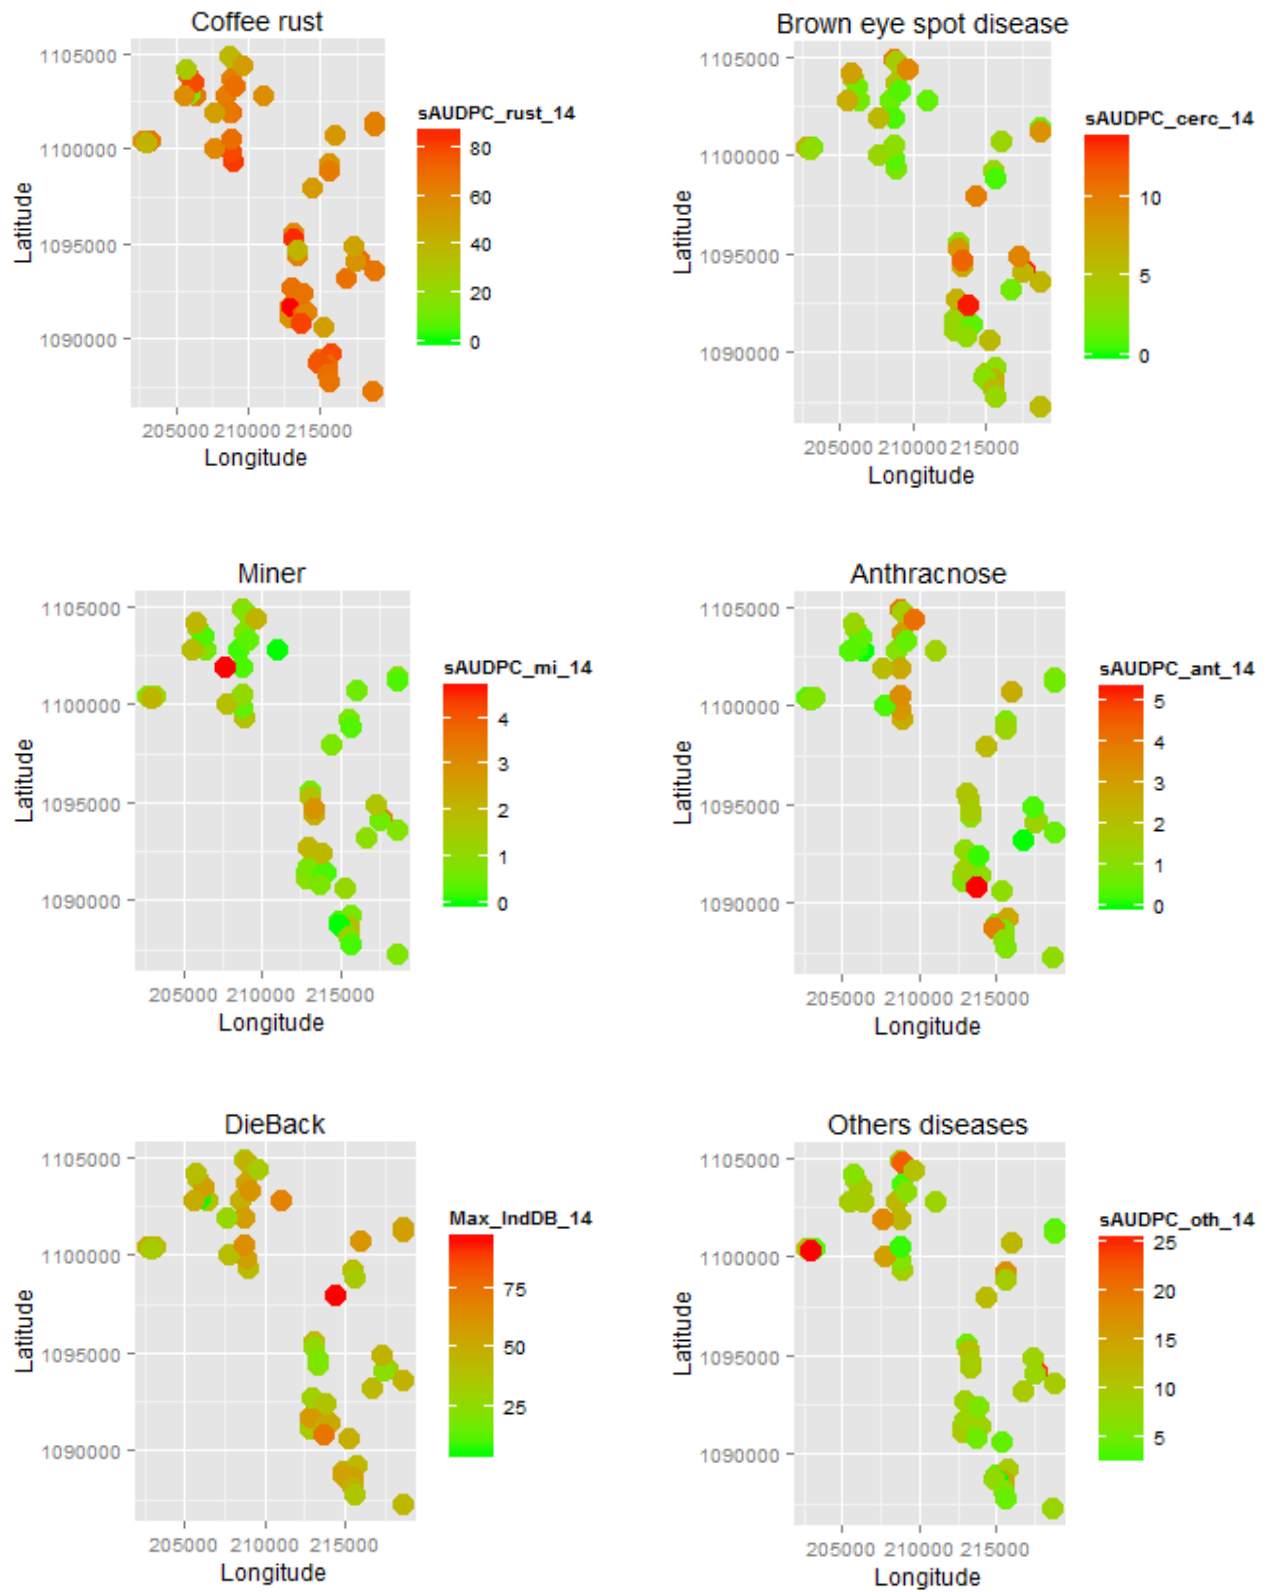 Coffee rust
Latitude
1105000
1100000
1095000
1090000
205000 210000 215000
Longitude
sAUDPC_rust_14
80
60
40
20
0
Brown eye spot disease
Latitude
1105000
1100000
1095000
1090000
205000 210000 215000
Longitude
sAUDPC_cerc_14
10
5
0
Miner
Latitude
1105000
1100000
1095000
1090000
205000 210000 215000
Longitude
sAUDPC_mi_14
4
3
2
1
0
Anthracnose
Latitude
1105000
1100000
1095000
1090000
205000 210000 215000
Longitude
sAUDPC_ant_14
5
4
3
2
1
0
DieBack
Latitude
1105000
1100000
1095000
1090000
205000 210000 215000
Longitude
Max_IndDB_14
75
50
25
Others diseases
Latitude
1105000
1100000
1095000
1090000
205000 210000 215000
Longitude
sAUDPC_oth_14
25
20
15
10
5